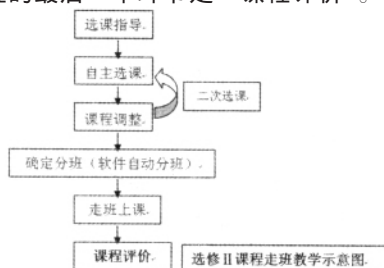 选课指导
自主选课
二次选课
课程调整
确定分班（软件自动分班）
走班上课
课程评价
选修Ⅱ课程走班教学示意图